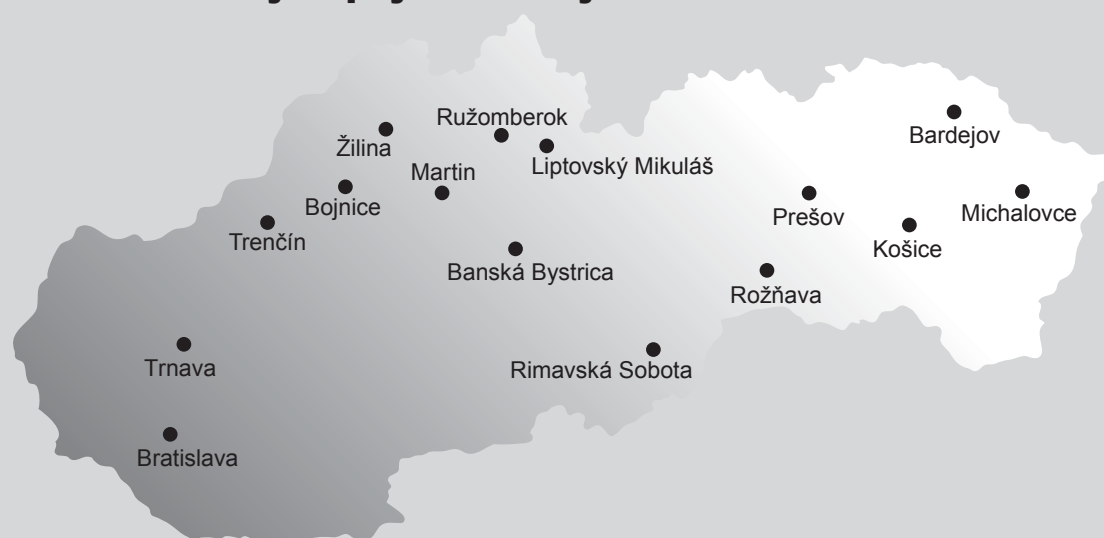 Ružomberok
Bardejov
Žilina
Liptovský Mikuláš
Martin
Bojnice
Prešov
Michalovce
Trenčín
Košice
Banská Bystrica
Rožňava
Trnava
Rimavská Sobota
Bratislava